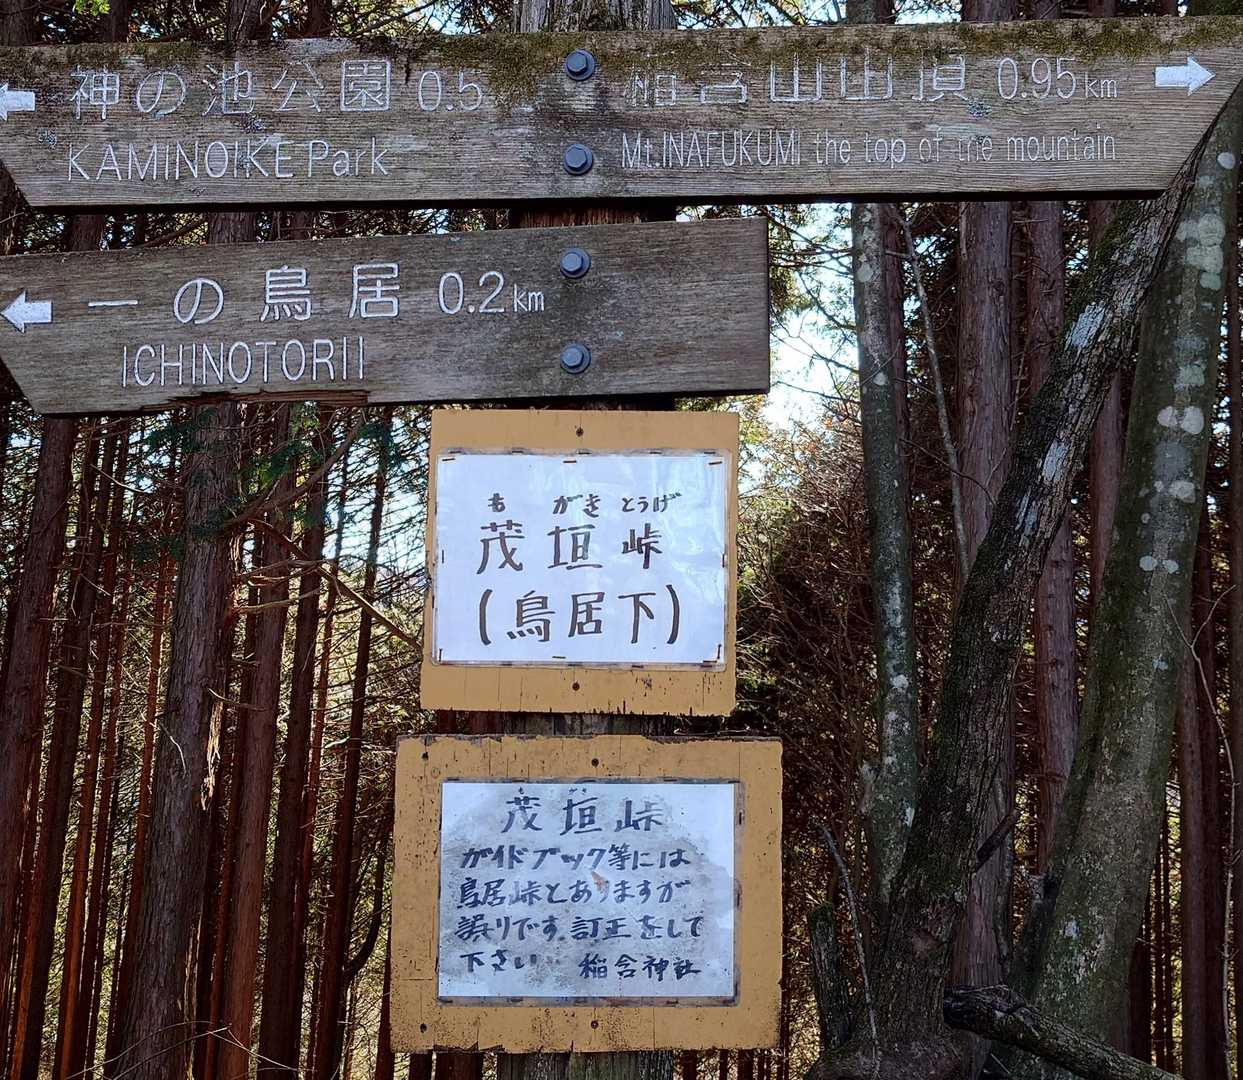 神の池公園 0.5
KAMINOIKE Park
稲含山山頂 0.95km
Mt.INAFUKUMI the top of the mountain
一の鳥居 0.2km
ICHINOTORII
も がき とうげ
茂垣峠
(鳥居下)
茂垣峠
ガイドブック等には
鳥居峠とありますが
誤りです.訂正をして
下さい 稲含神社